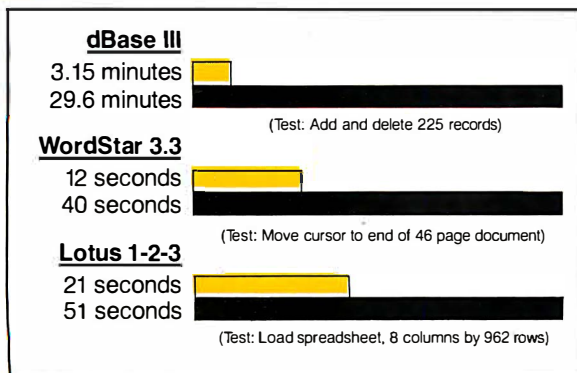 dBase III
3.15 minutes
29.6 minutes
(Test: Add and delete 225 records)
WordStar 3.3
12 seconds
40 seconds
(Test: Move cursor to end of 46 page document)
Lotus 1-2-3
21 seconds
51 seconds
(Test: Load spreadsheet, 8 columns by 962 rows)